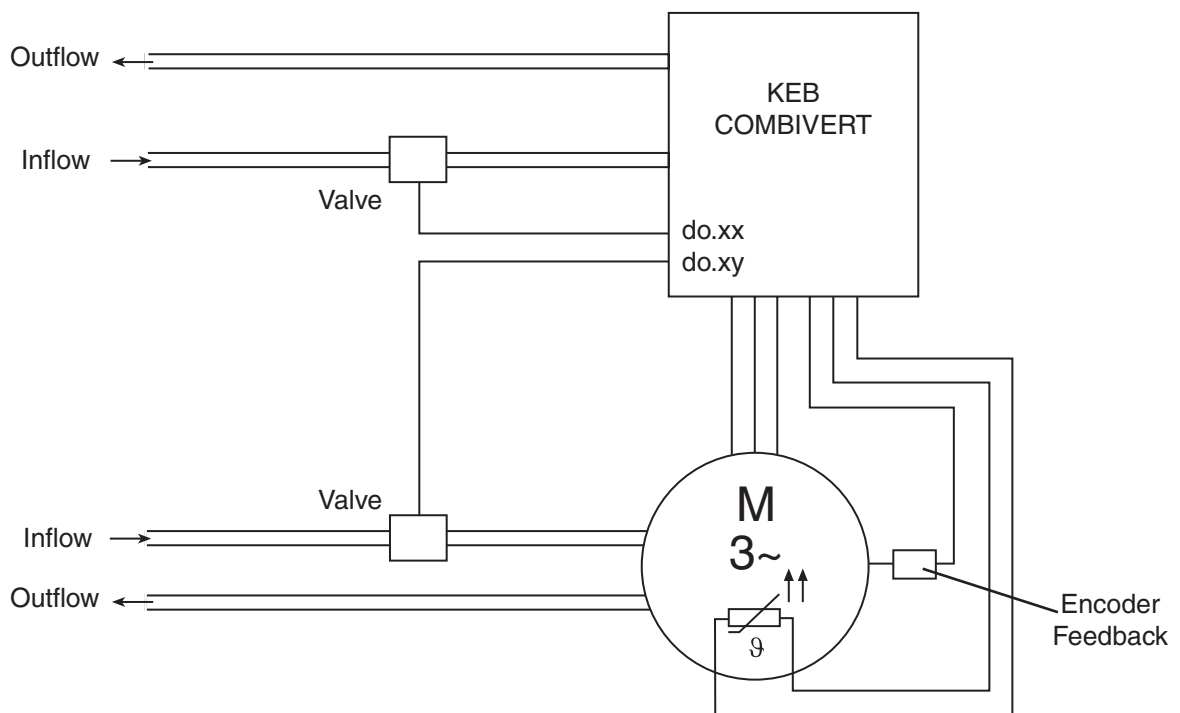 Outflow
KEB
COMBIVERT
Inflow
Valve
do.xx
do.xy
Valve
M
3~
Inflow
Outflow
ϑ
Encoder
Feedback